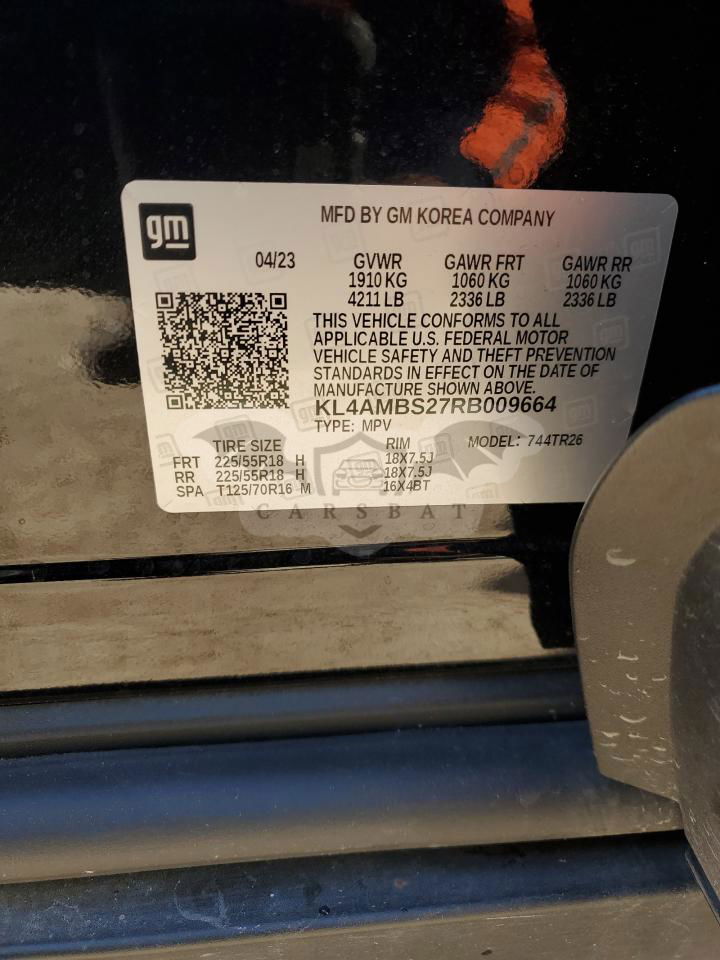 gm
MFD BY GM KOREA COMPANY
04/23 GVWR GAWR FRT GAWR RR
1910 KG 1060 KG 1060 KG
4211 LB 2336 LB 2336 LB
THIS VEHICLE CONFORMS TO ALL
APPLICABLE U.S. FEDERAL MOTOR
VEHICLE SAFETY AND THEFT PREVENTION
STANDARDS IN EFFECT ON THE DATE OF
MANUFACTURE SHOWN ABOVE.
KL4AMBS27RB009664
TYPE: MPV MODEL: 744TR26
TIRE SIZE RIM
FRT 225/55R18 H 18X7.5J
RR 225/55R18 H 18X7.5J
SPA T125/70R16 M 16X4BT
CARSBAT